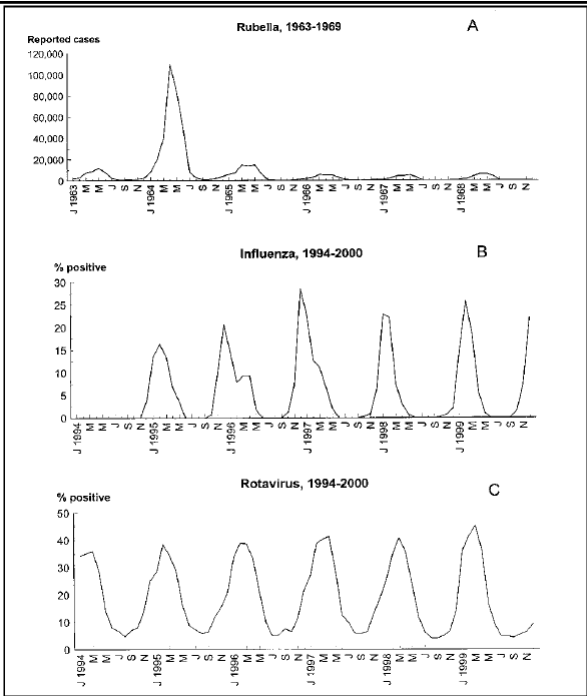 Rubella, 1963-1969
A
Reported cases
120,000
100,000
80,000
60,000
40,000
20,000
0
J 1963 M M J S N J 1964 M M J S N J 1965 M M J S N J 1966 M M J S N J 1967 M M J S N J 1968 M M J S N
Influenza, 1994-2000
B
% positive
30
25
20
15
10
5
0
J 1994 M M J S N J 1995 M M J S N J 1996 M M J S N J 1997 M M J S N J 1998 M M J S N J 1999 M M J S N
Rotavirus, 1994-2000
C
% positive
50
40
30
20
10
0
J 1994 M M J S N J 1995 M M J S N J 1996 M M J S N J 1997 M M J S N J 1998 M M J S N J 1999 M M J S N